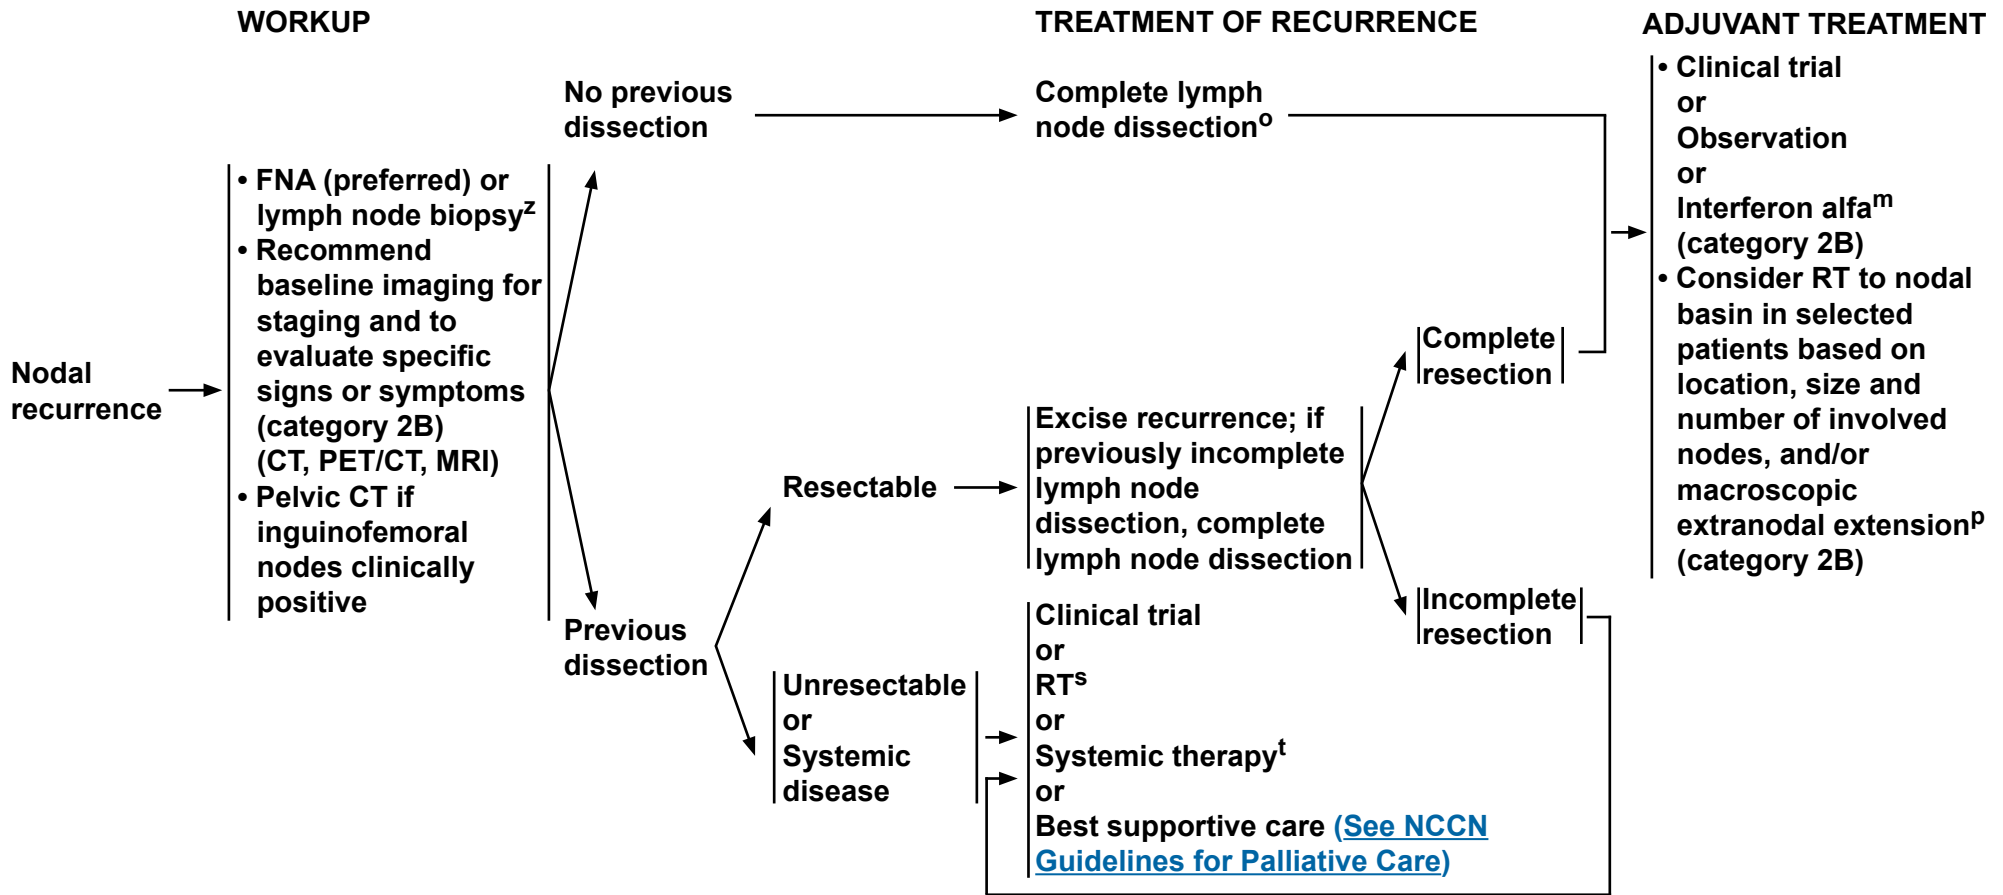 WORKUP
TREATMENT OF RECURRENCE
ADJUVANT TREATMENT
Nodal
recurrence
• FNA (preferred) or
lymph node biopsyᶻ
• Recommend
baseline imaging for
staging and to
evaluate specific
signs or symptoms
(category 2B)
(CT, PET/CT, MRI)
• Pelvic CT if
inguinofemoral
nodes clinically
positive
No previous
dissection
Previous
dissection
Complete lymph
node dissectionᵒ
Resectable
Unresectable
or
Systemic
disease
Excise recurrence; if
previously incomplete
lymph node
dissection, complete
lymph node dissection
Clinical trial
or
RTˢ
or
Systemic therapyᵗ
or
Best supportive care (See NCCN
Guidelines for Palliative Care)
Complete
resection
Incomplete
resection
• Clinical trial
or
Observation
or
Interferon alfaᵐ
(category 2B)
• Consider RT to nodal
basin in selected
patients based on
location, size and
number of involved
nodes, and/or
macroscopic
extranodal extensionᵖ
(category 2B)